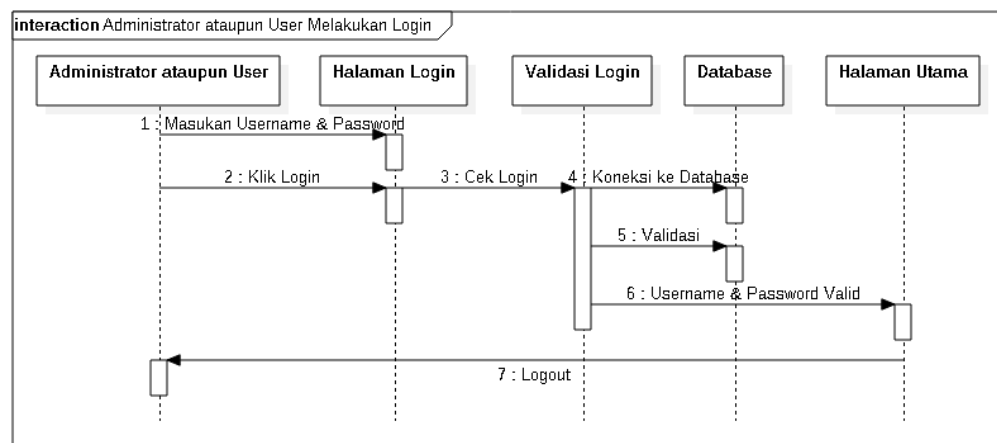 interaction Administrator ataupun User Melakukan Login
Administrator ataupun User
Halaman Login
Validasi Login
Database
Halaman Utama
1 : Masukan Username & Password
2 : Klik Login
3 : Cek Login
4 : Koneksi ke Database
5 : Validasi
6 : Username & Password Valid
7 : Logout